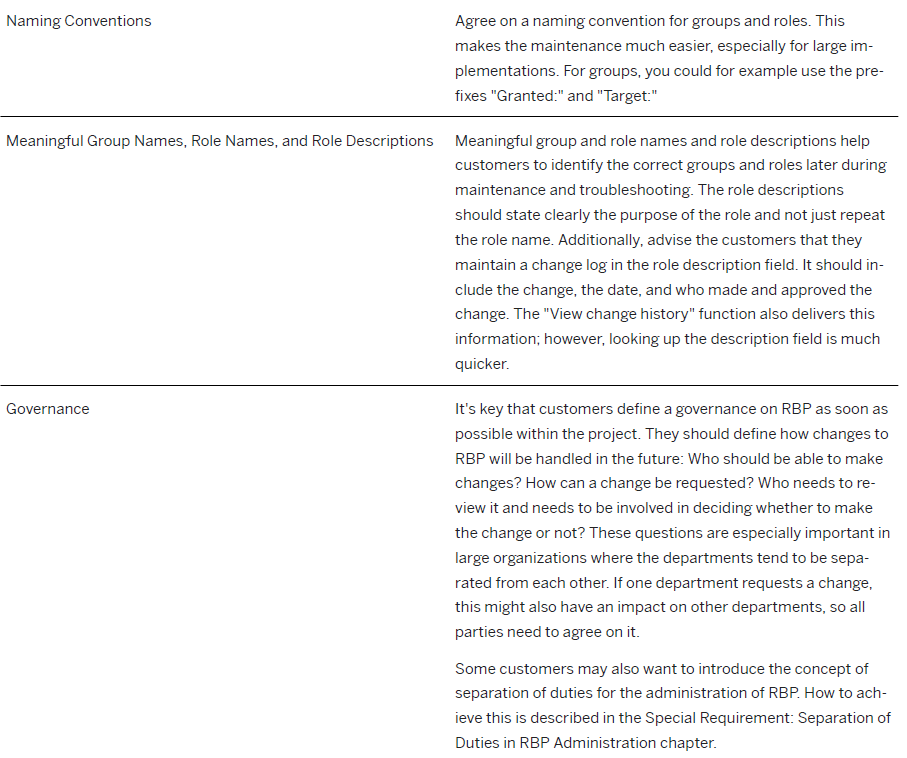 Naming Conventions
Agree on a naming convention for groups and roles. This
makes the maintenance much easier, especially for large im-
plementations. For groups, you could for example use the pre-
fixes "Granted:" and "Target:"
Meaningful Group Names, Role Names, and Role Descriptions
Meaningful group and role names and role descriptions help
customers to identify the correct groups and roles later during
maintenance and troubleshooting. The role descriptions
should state clearly the purpose of the role and not just repeat
the role name. Additionally, advise the customers that they
maintain a change log in the role description field. It should in-
clude the change, the date, and who made and approved the
change. The "View change history" function also delivers this
information; however, looking up the description field is much
quicker.
Governance
It's key that customers define a governance on RBP as soon as
possible within the project. They should define how changes to
RBP will be handled in the future: Who should be able to make
changes? How can a change be requested? Who needs to re-
view it and needs to be involved in deciding whether to make
the change or not? These questions are especially important in
large organizations where the departments tend to be sepa-
rated from each other. If one department requests a change,
this might also have an impact on other departments, so all
parties need to agree on it.
Some customers may also want to introduce the concept of
separation of duties for the administration of RBP. How to ach-
ieve this is described in the Special Requirement: Separation of
Duties in RBP Administration chapter.